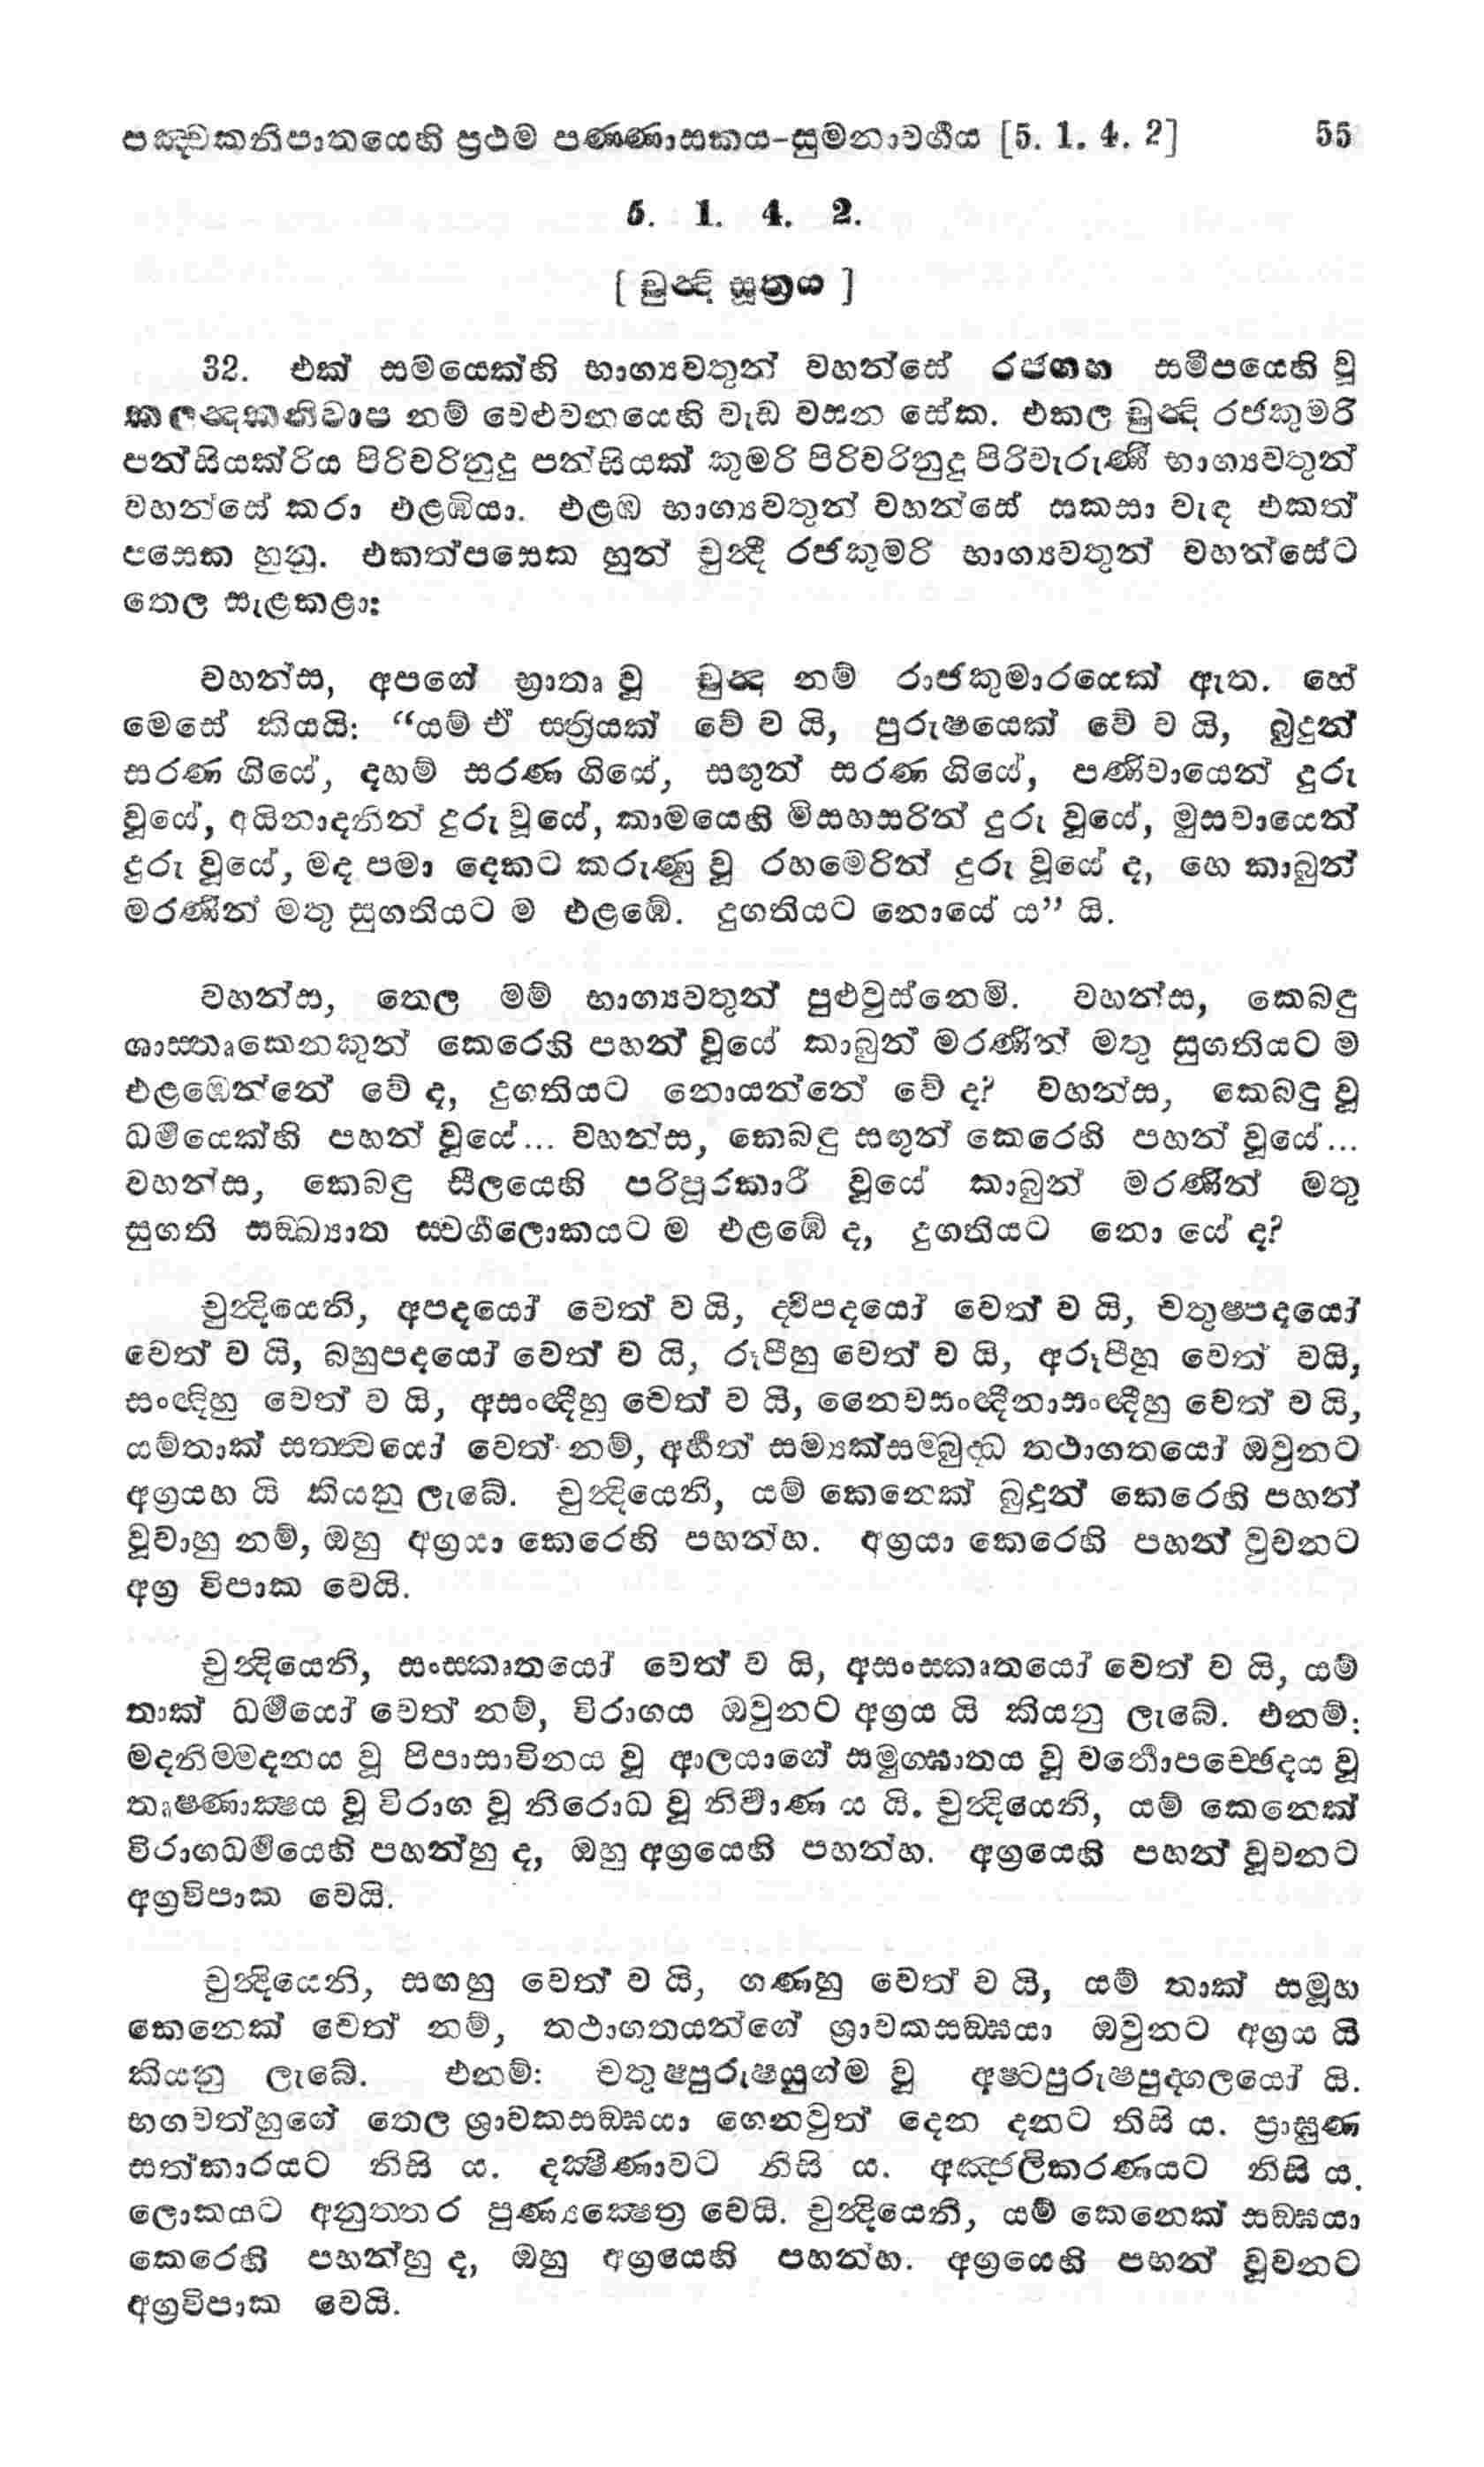 පඤ්චකනිපාතයෙහි ප්‍රථම පණ්ණාසකය-සුමනාවර්ගය [5. 1. 4. 2] 55
5. 1. 4. 2.
[ චුන්දී සූත්‍රය ]
32. එක් සමයෙක්හි භාග්‍යවතුන් වහන්සේ රජගහ සමීපයෙහි වූ
කලන්දකනිවාප නම් වෙළුවනයෙහි වැඩ වසන සේක. එකල චුන්දී රජකුමරී
පන්සියක්රිය පිරිවරිනුදු පන්සියක් කුමරි පිරිවරිනුදු පිරිවැරුණී භාග්‍යවතුන්
වහන්සේ කරා එළඹියා. එළඹ භාග්‍යවතුන් වහන්සේ සකසා වැඳ එකත්
පසෙක හුනු. එකත්පසෙක හුන් චුන්දී රජකුමරි භාග්‍යවතුන් වහන්සේට
තෙල සැළකළාඃ
වහන්ස, අපගේ භ්‍රාතෘ වූ චුන්ද නම් රාජකුමාරයෙක් ඇත. හේ
මෙසේ කියයි: “යම් ඒ ස්ත්‍රියක් වේ ව යි, පුරුෂයෙක් වේ ව යි, බුදුන්
සරණ ගියේ, දහම් සරණ ගියේ, සඟුන් සරණ ගියේ, පණිවායෙන් දුරු
වූයේ, අයිනාදනින් දුරු වූයේ, කාමයෙහි මිසහසරින් දුරු වූයේ, මුසවායෙන්
දුරු වූයේ, මද පමා දෙකට කරුණු වූ රහමෙරින් දුරු වූයේ ද, හෙ කාබුන්
මරණින් මතු සුගතියට ම එළඹේ. දුගතියට නොයේ ය” යි.
වහන්ස, තෙල මම් භාග්‍යවතුන් පුළුවුස්නෙමි. වහන්ස, කෙබඳු
ශාස්තෘකෙනකුන් කෙරෙහි පහන් වූයේ කාබුන් මරණින් මතු සුගතියට ම
එළඹෙන්නේ වේ ද, දුගතියට නොයන්නේ වේ ද? වහන්ස, කෙබඳු වූ
ධර්මයෙක්හි පහන් වූයේ... වහන්ස, කෙබඳු සඟුන් කෙරෙහි පහන් වූයේ...
වහන්ස, කෙබඳු සීලයෙහි පරිපූරකාරී වූයේ කාබුන් මරණින් මතු
සුගති සඞ්ඛ්‍යාත ස්වර්ගලොකයට ම එළඹේ ද, දුගතියට නො යේ ද?
චුන්දියෙනි, අපදයෝ වෙත් ව යි, ද්විපදයෝ වෙත් ව යි, චතුෂ්පදයෝ
වෙත් ව යි, බහුපදයෝ වෙත් ව යි, රූපීහු වෙත් ව යි, අරූපීහු වෙත් වයි,
සංඥිහු වෙත් ව යි, අසංඥීහු වෙත් ව යි, නෛවසංඥීනාසංඥීහු වෙත් ව යි,
යම්තාක් සත්ත්‍වයෝ වෙත් නම්, අර්හත් සම්‍යක්සම්බුද්ධ තථාගතයෝ ඔවුනට
අග්‍රයහ යි කියනු ලැබේ. චුන්දියෙනි, යම් කෙනෙක් බුදුන් කෙරෙහි පහන්
වූවාහු නම්, ඔහු අග්‍රයා කෙරෙහි පහන්හ. අග්‍රයා කෙරෙහි පහන් වුවනට
අග්‍ර විපාක වෙයි.
චුන්දියෙනි, සංස්කෘතයෝ වෙත් ව යි, අසංස්කෘතයෝ වෙත් ව යි, යම්
තාක් ධර්මයෝ වෙත් නම්, විරාගය ඔවුනට අග්‍රය යි කියනු ලැබේ. එනම්:
මදනිම්මදනය වූ පිපාසාවිනය වූ ආලයාගේ සමුග්ඝාතය වූ වර්තෝපච්ඡෙදය වූ
තෘෂ්ණාක්‍ෂය වූ විරාග වූ නිරොධ වූ නිර්වාණ ය යි. චුන්දියෙනි, යම් කෙනෙක්
විරාගධර්මයෙහි පහන්හු ද, ඔහු අග්‍රයෙහි පහන්හ. අග්‍රයෙහි පහන් වූවනට
අග්‍රවිපාක වෙයි.
චුන්දියෙනි, සඟහු වෙත් ව යි, ගණහු වෙත් ව යි, යම් තාක් සමූහ
කෙනෙක් වෙත් නම්, තථාගතයන්ගේ ශ්‍රාවකසඞ්ඝයා ඔවුනට අග්‍රය යි
කියනු ලැබේ. එනම්: චතුෂ්පුරුෂයුග්ම වූ අෂ්ටපුරුෂපුද්ගලයෝ යි.
භගවත්හුගේ තෙල ශ්‍රාවකසඞ්ඝයා ගෙනවුත් දෙන දනට නිසි ය. ප්‍රාඝුණ
සත්කාරයට නිසි ය. දක්‍ෂිණාවට නිසි ය. අඤ්ජලිකරණයට නිසි ය.
ලොකයට අනුත්තර පුණ්‍යක්‍ෂෙත්‍ර වෙයි. චුන්දියෙනි, යම් කෙනෙක් සඞ්ඝයා
කෙරෙහි පහන්හු ද, ඔහු අග්‍රයෙහි පහන්හ. අග්‍රයෙහි පහන් වූවනට
අග්‍රවිපාක වෙයි.